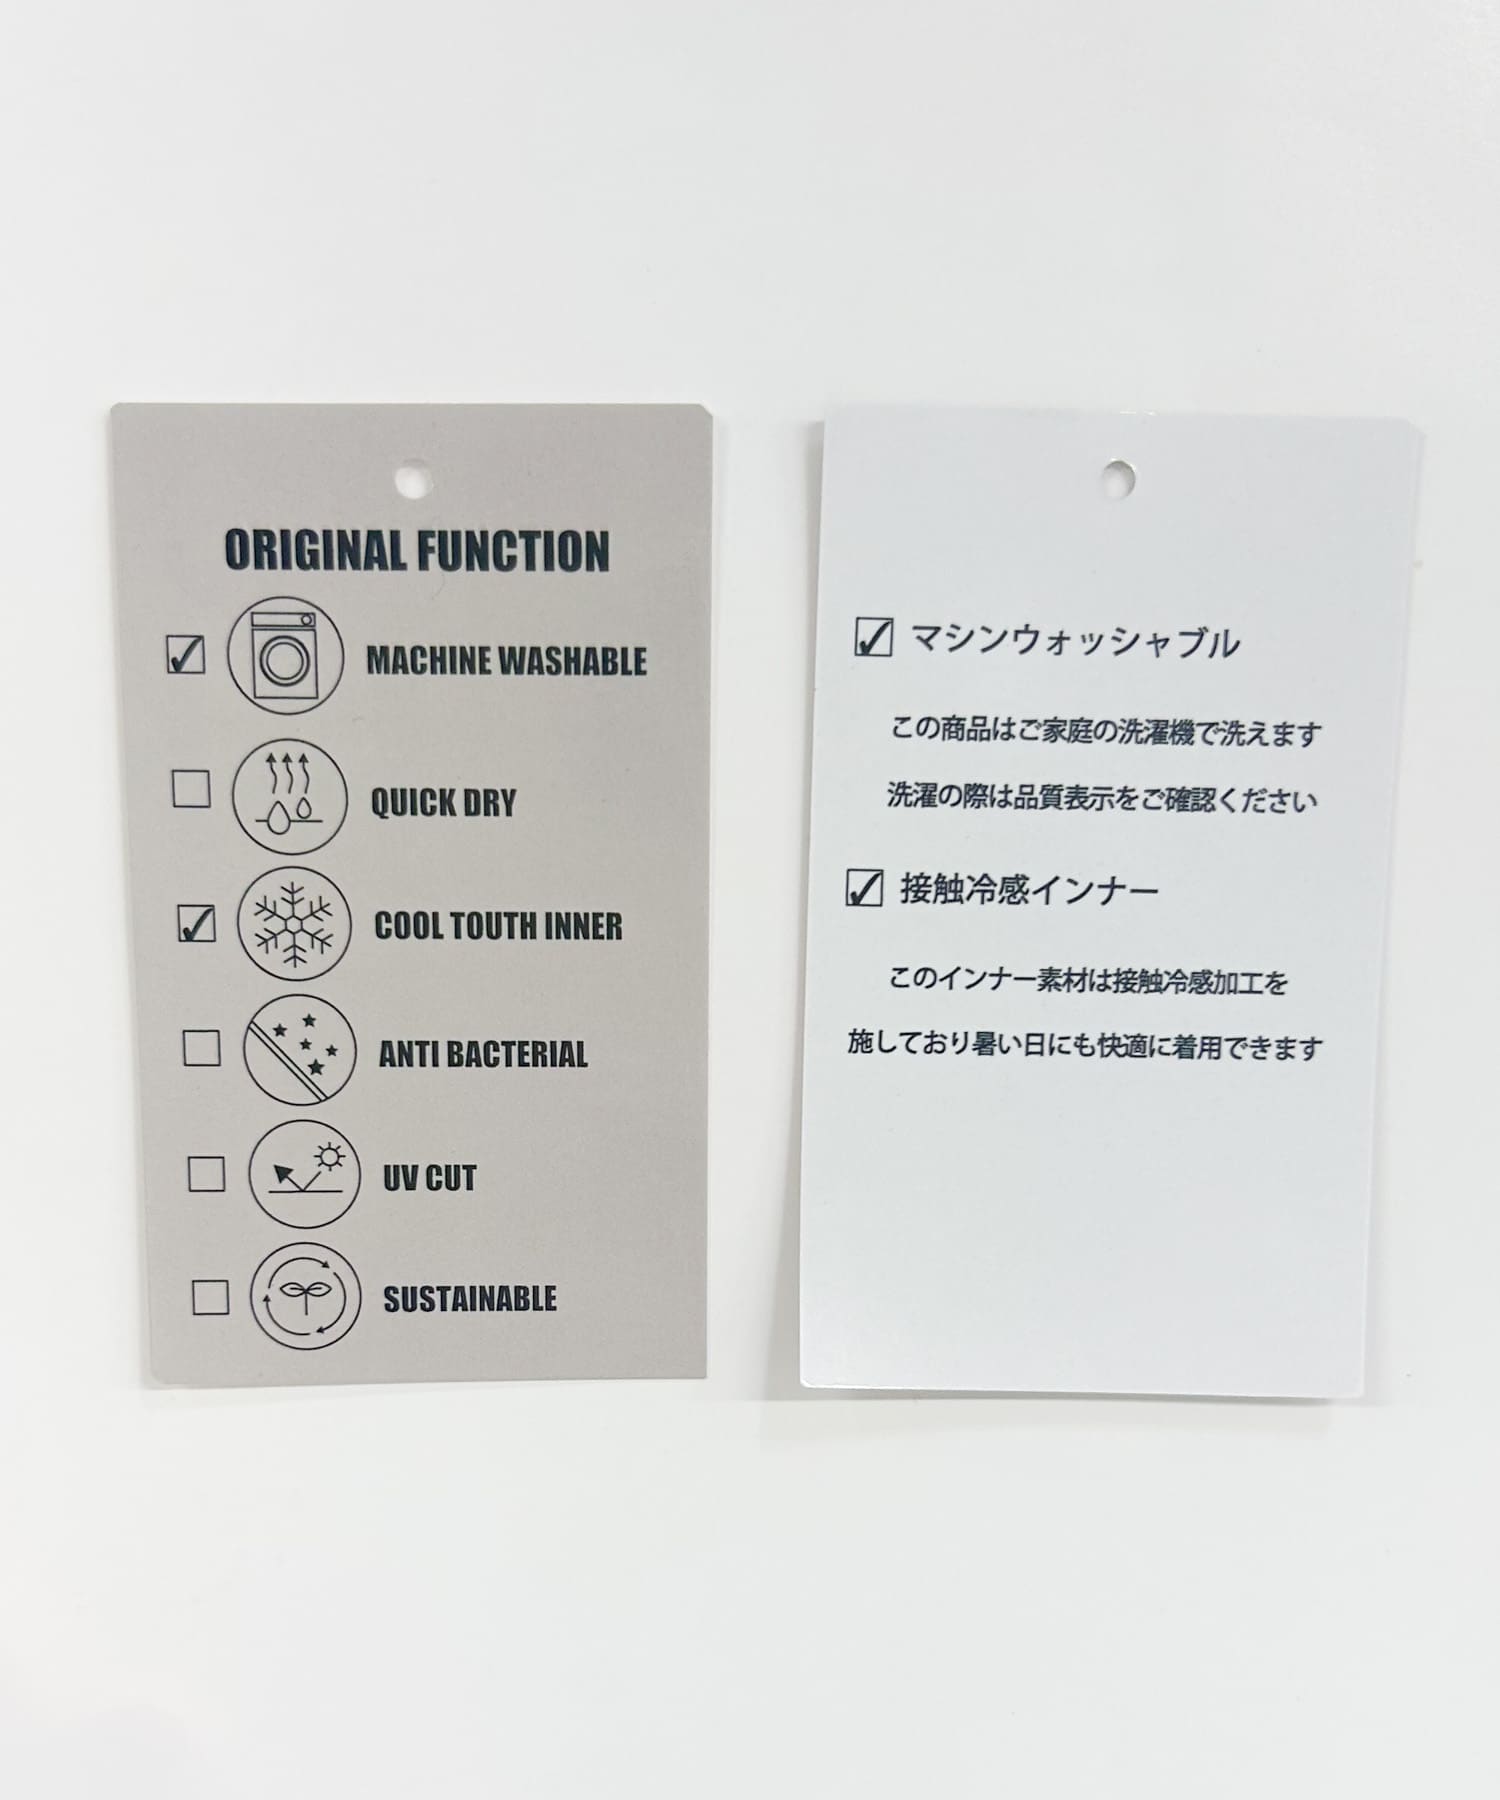 ORIGINAL FUNCTION
MACHINE WASHABLE
QUICK DRY
COOL TOUTH INNER
ANTI BACTERIAL
UV CUT
SUSTAINABLE
マシンウォッシャブル
この商品はご家庭の洗濯機で洗えます
洗濯の際は品質表示をご確認ください
接触冷感インナー
このインナー素材は接触冷感加工を
施しており暑い日にも快適に着用できます